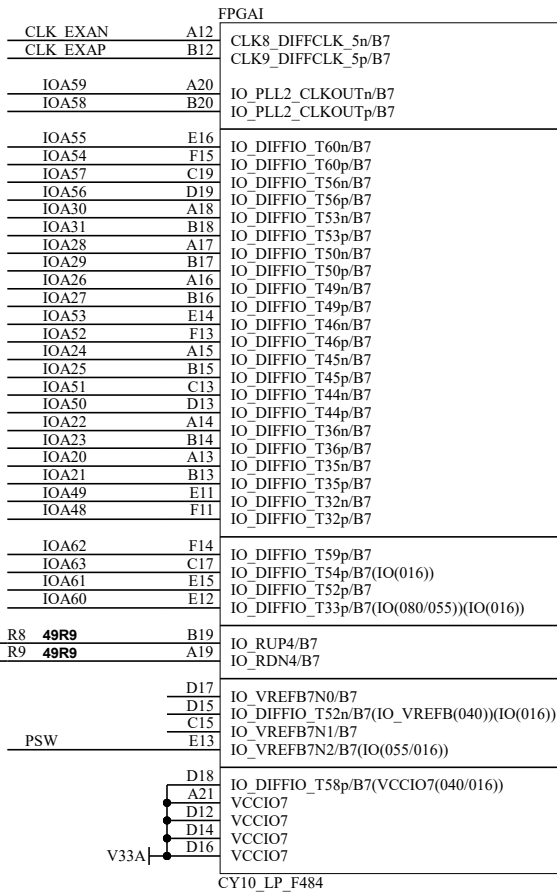 FPGAI
CLK_EXAN A12 CLK8_DIFFCLK_5n/B7
CLK_EXAP B12 CLK9_DIFFCLK_5p/B7
IOA59 A20 IO_PLL2_CLKOUTn/B7
IOA58 B20 IO_PLL2_CLKOUTp/B7
IOA55 E16 IO_DIFFIO_T60n/B7
IOA54 F15 IO_DIFFIO_T60p/B7
IOA57 C19 IO_DIFFIO_T56n/B7
IOA56 D19 IO_DIFFIO_T56p/B7
IOA30 A18 IO_DIFFIO_T53n/B7
IOA31 B18 IO_DIFFIO_T53p/B7
IOA28 A17 IO_DIFFIO_T50n/B7
IOA29 B17 IO_DIFFIO_T50p/B7
IOA26 A16 IO_DIFFIO_T49n/B7
IOA27 B16 IO_DIFFIO_T49p/B7
IOA53 E14 IO_DIFFIO_T46n/B7
IOA52 F13 IO_DIFFIO_T46p/B7
IOA24 A15 IO_DIFFIO_T45n/B7
IOA25 B15 IO_DIFFIO_T45p/B7
IOA51 C13 IO_DIFFIO_T44n/B7
IOA50 D13 IO_DIFFIO_T44p/B7
IOA22 A14 IO_DIFFIO_T36n/B7
IOA23 B14 IO_DIFFIO_T36p/B7
IOA20 A13 IO_DIFFIO_T35n/B7
IOA21 B13 IO_DIFFIO_T35p/B7
IOA49 E11 IO_DIFFIO_T32n/B7
IOA48 F11 IO_DIFFIO_T32p/B7
IOA62 F14 IO_DIFFIO_T59p/B7
IOA63 C17 IO_DIFFIO_T54p/B7(IO(016))
IOA61 E15 IO_DIFFIO_T52p/B7
IOA60 E12 IO_DIFFIO_T33p/B7(IO(080/055))(IO(016))
R8 49R9 B19 IO_RUP4/B7
R9 49R9 A19 IO_RDN4/B7
D17 IO_VREFB7N0/B7
D15 IO_DIFFIO_T52n/B7(IO_VREFB(040))(IO(016))
C15 IO_VREFB7N1/B7
PSW E13 IO_VREFB7N2/B7(IO(055/016))
D18 IO_DIFFIO_T58p/B7(VCCIO7(040/016))
A21 VCCIO7
D12 VCCIO7
D14 VCCIO7
V33A D16 VCCIO7
CY10_LP_F484